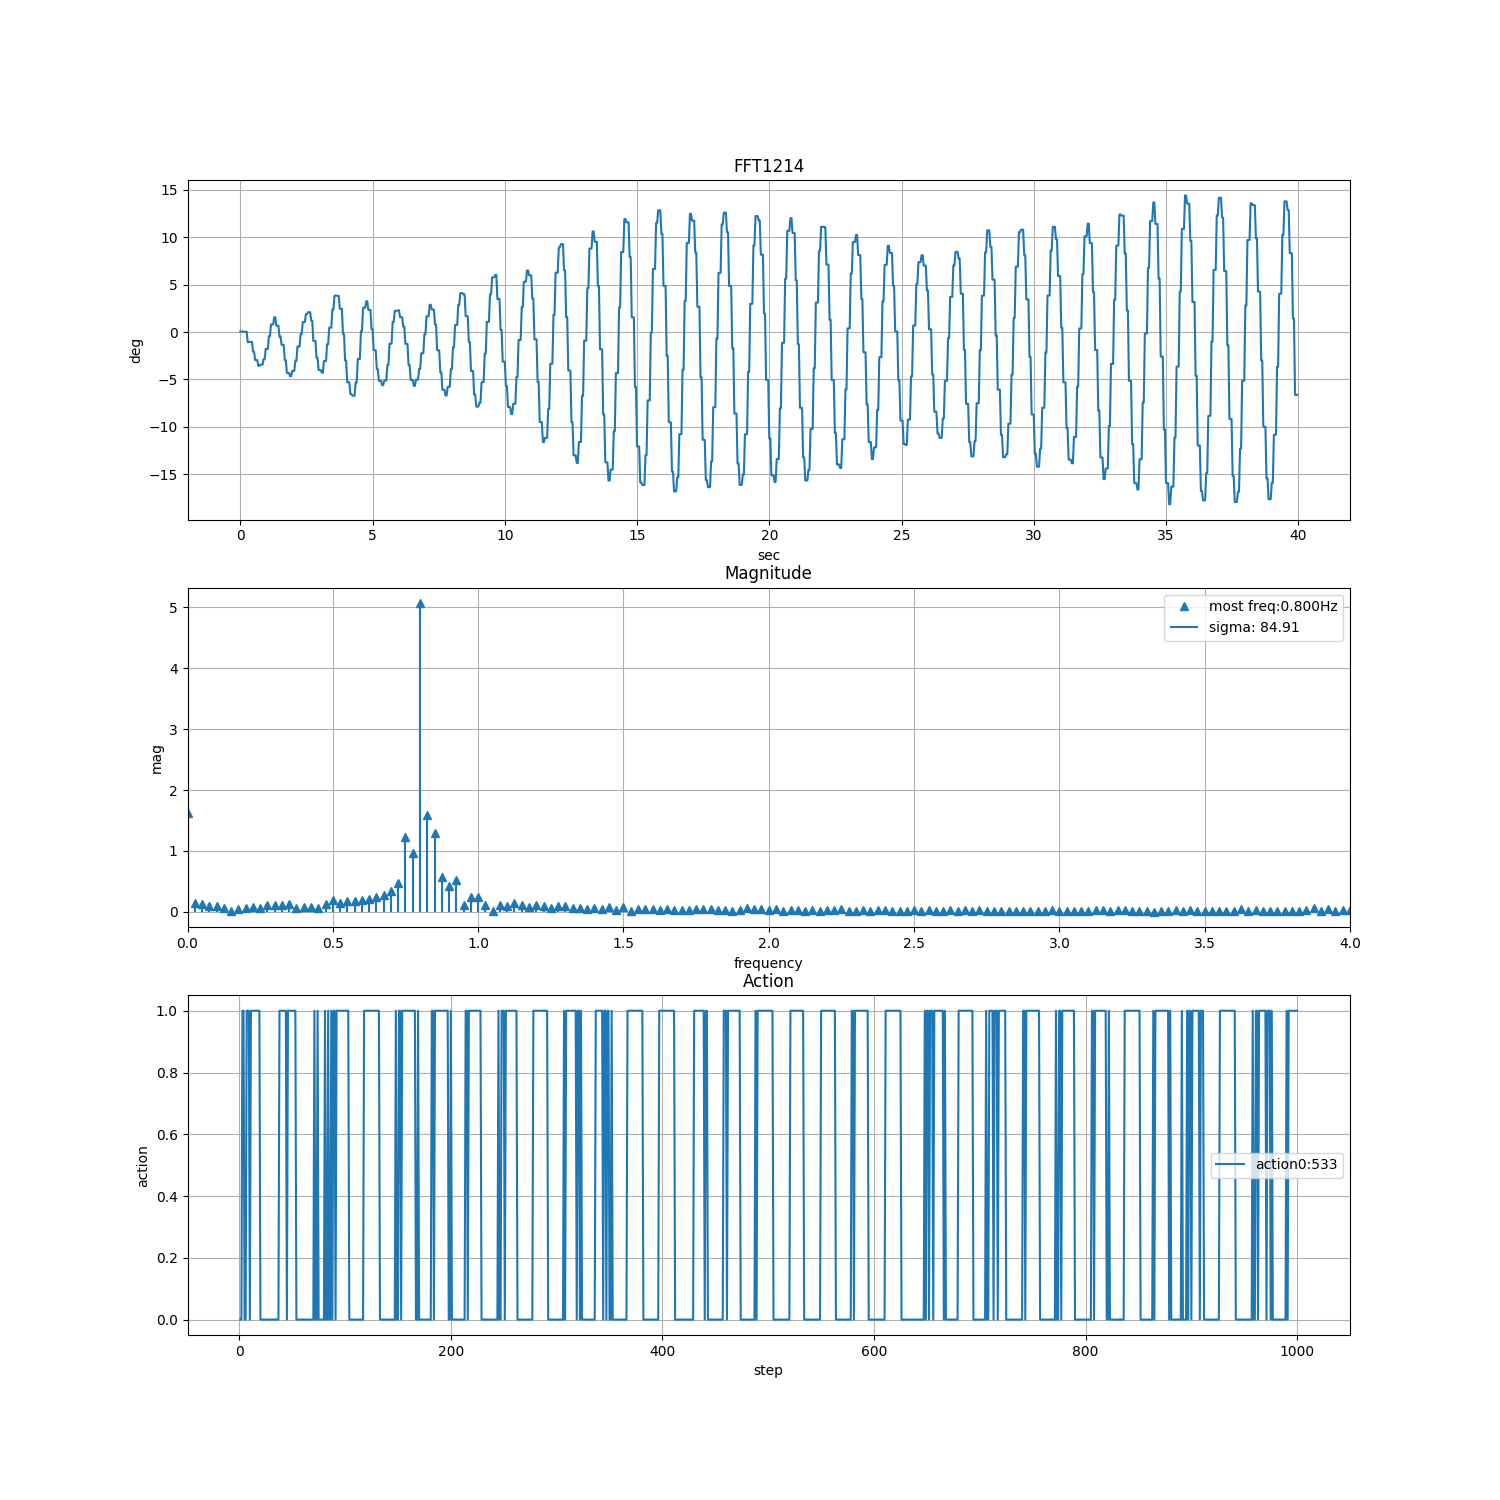 FFT1214
15
10
5
0
−5
−10
−15
deg
0 5 10 15 20 25 30 35 40
sec
Magnitude
5
4
3
2
1
0
mag
most freq:0.800Hz
sigma: 84.91
0.0 0.5 1.0 1.5 2.0 2.5 3.0 3.5 4.0
frequency
Action
1.0
0.8
0.6
0.4
0.2
0.0
action
action0:533
0 200 400 600 800 1000
step